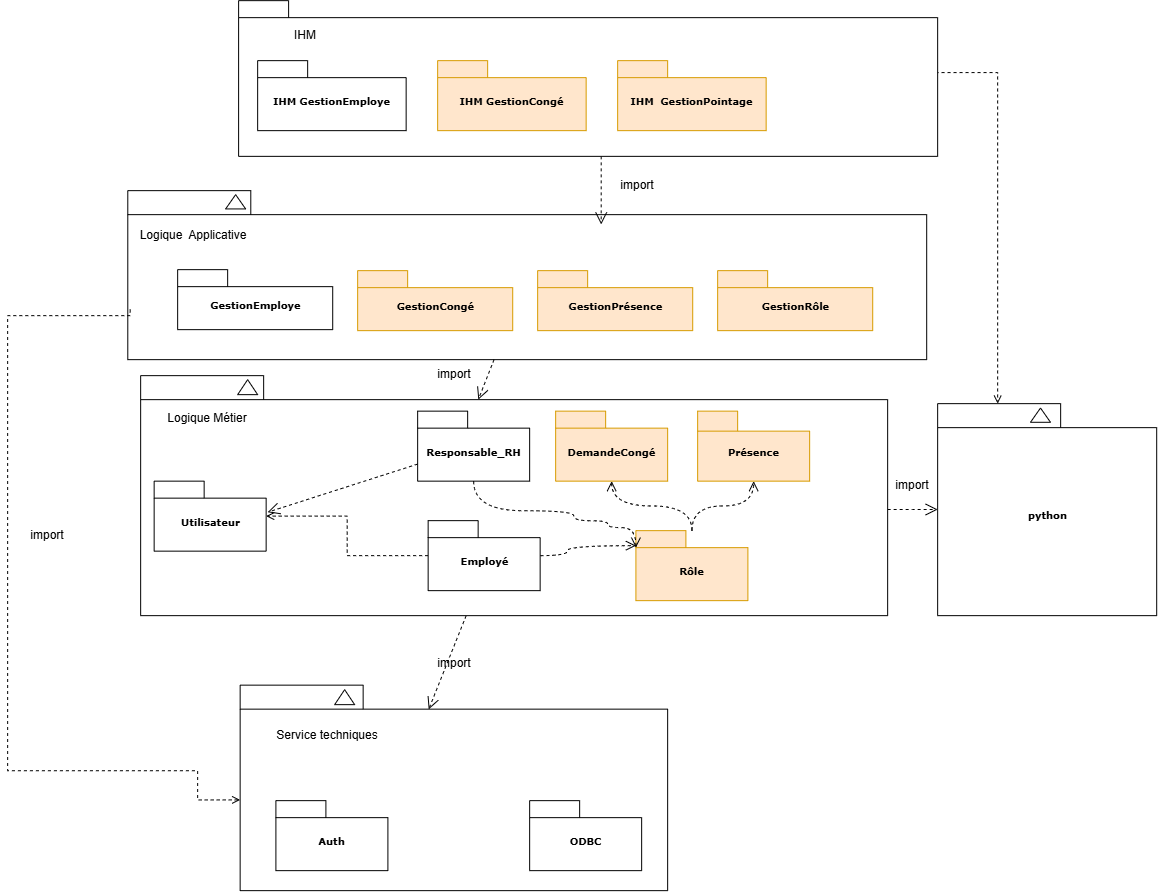 IHM
IHM GestionEmploye
IHM GestionCongé
IHM  GestionPointage
import
Logique  Applicative
GestionEmploye
GestionCongé
GestionPrésence
GestionRôle
import
Logique Métier
Responsable_RH
DemandeCongé
Présence
import
Utilisateur
python
import
Employé
Rôle
import
Service techniques
Auth
ODBC